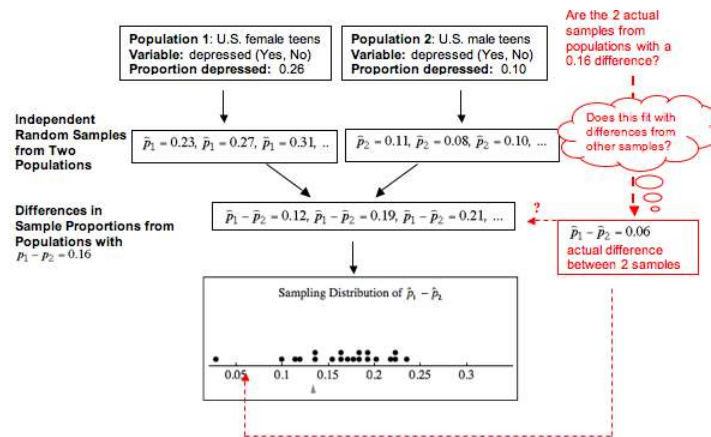 Population 1: U.S. female teens
Variable: depressed (Yes, No)
Proportion depressed: 0.26
Population 2: U.S. male teens
Variable: depressed (Yes, No)
Proportion depressed: 0.10
Are the 2 actual
samples from
populations with a
0.16 difference?
Independent
Random Samples
from Two
Populations
p̂₁ = 0.23, p̂₁ = 0.27, p̂₁ = 0.31, ..
p̂₂ = 0.11, p̂₂ = 0.08, p̂₂ = 0.10, ...
Does this fit with
differences from
other samples?
Differences in
Sample Proportions from
Populations with
p₁ − p₂ = 0.16
p̂₁ − p̂₂ = 0.12, p̂₁ − p̂₂ = 0.19, p̂₁ − p̂₂ = 0.21, ...
?
p̂₁ − p̂₂ = 0.06
actual difference
between 2 samples
Sampling Distribution of p̂₁ − p̂₂
0.05 0.1 0.15 0.2 0.25 0.3